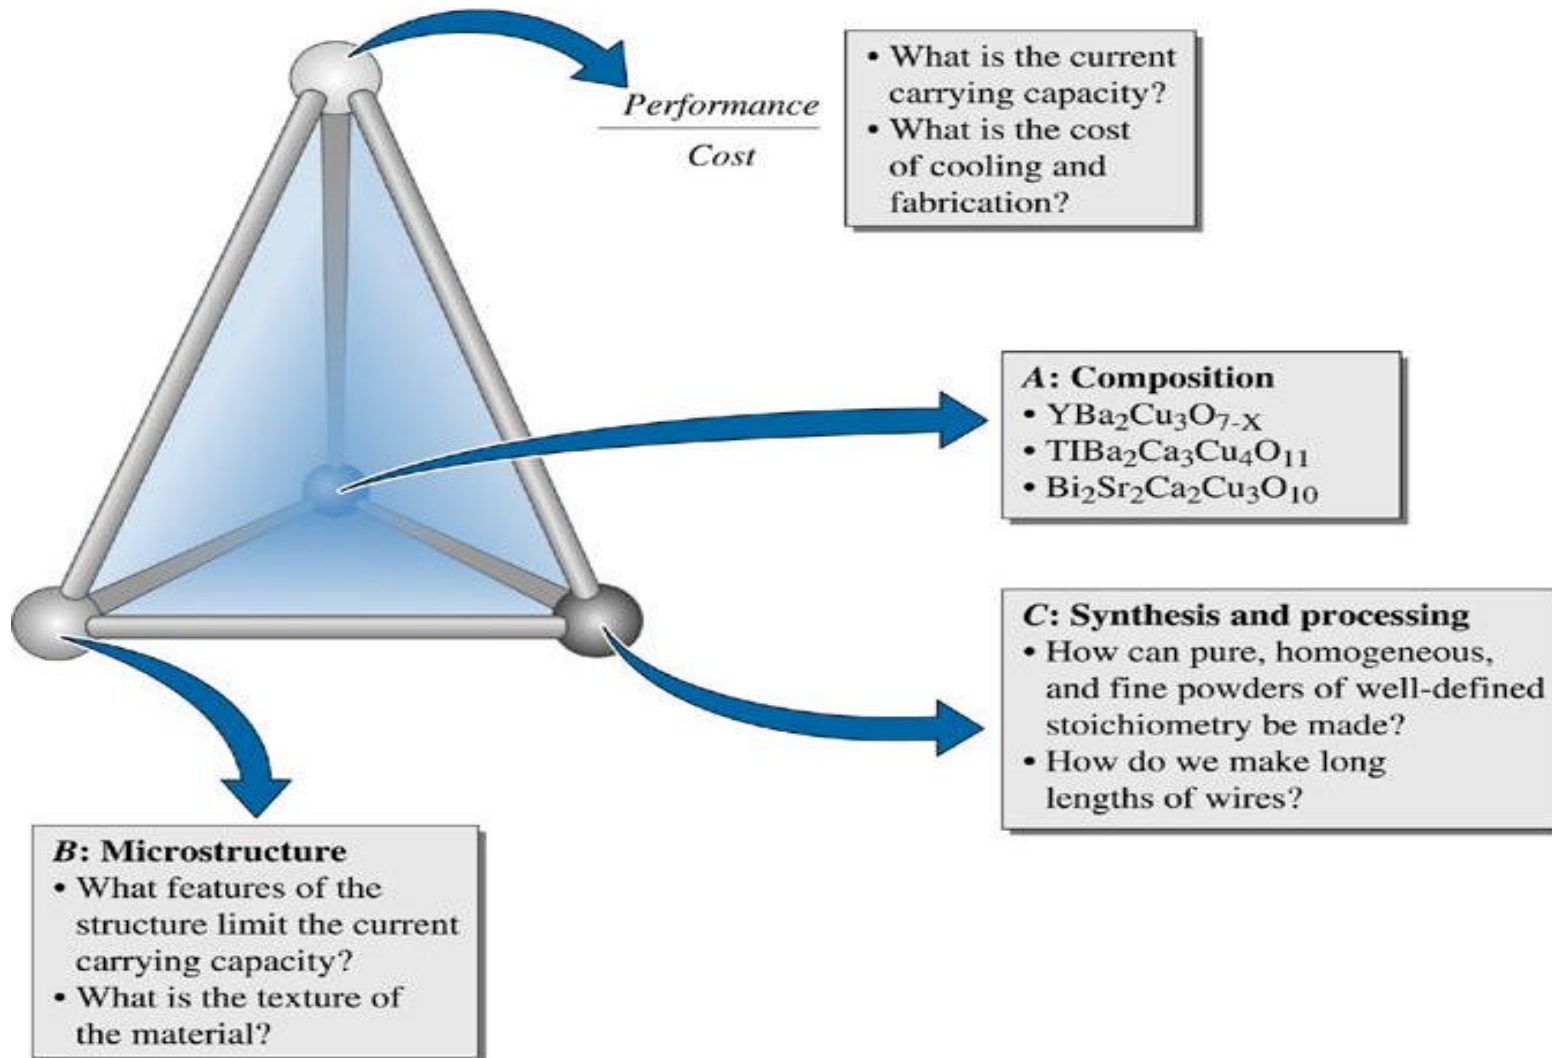 Performance
Cost
• What is the current
carrying capacity?
• What is the cost
of cooling and
fabrication?
A: Composition
• YBa₂Cu₃O₇₋ₓ
• TIBa₂Ca₃Cu₄O₁₁
• Bi₂Sr₂Ca₂Cu₃O₁₀
C: Synthesis and processing
• How can pure, homogeneous,
and fine powders of well-defined
stoichiometry be made?
• How do we make long
lengths of wires?
B: Microstructure
• What features of the
structure limit the current
carrying capacity?
• What is the texture of
the material?